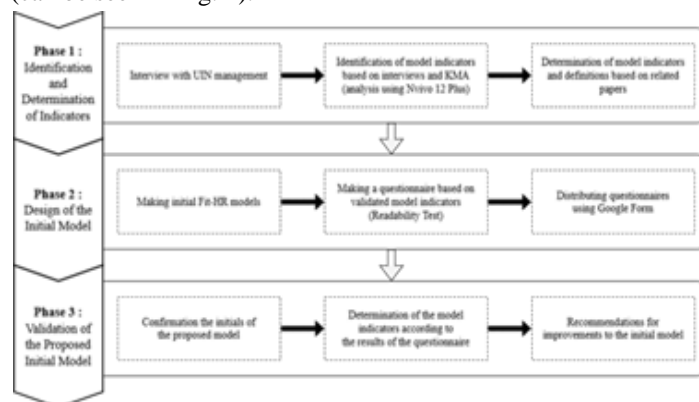 Phase 1 :
Identification
and
Determination
of Indicators
Interview with UIN management
Identification of model indicators
based on interviews and KMA
(analysis using Nvivo 12 Plus)
Determination of model indicators
and definitions based on related
papers
Phase 2 :
Design of the
Initial Model
Making initial Fit-HR models
Making a questionnaire based on
validated model indicators
(Readability Test)
Distributing questionnaires
using Google Form
Phase 3 :
Validation of
the Proposed
Initial Model
Confirmation the initials of
the proposed model
Determination of the model
indicators according to
the results of the questionnaire
Recommendations for
improvements to the initial model